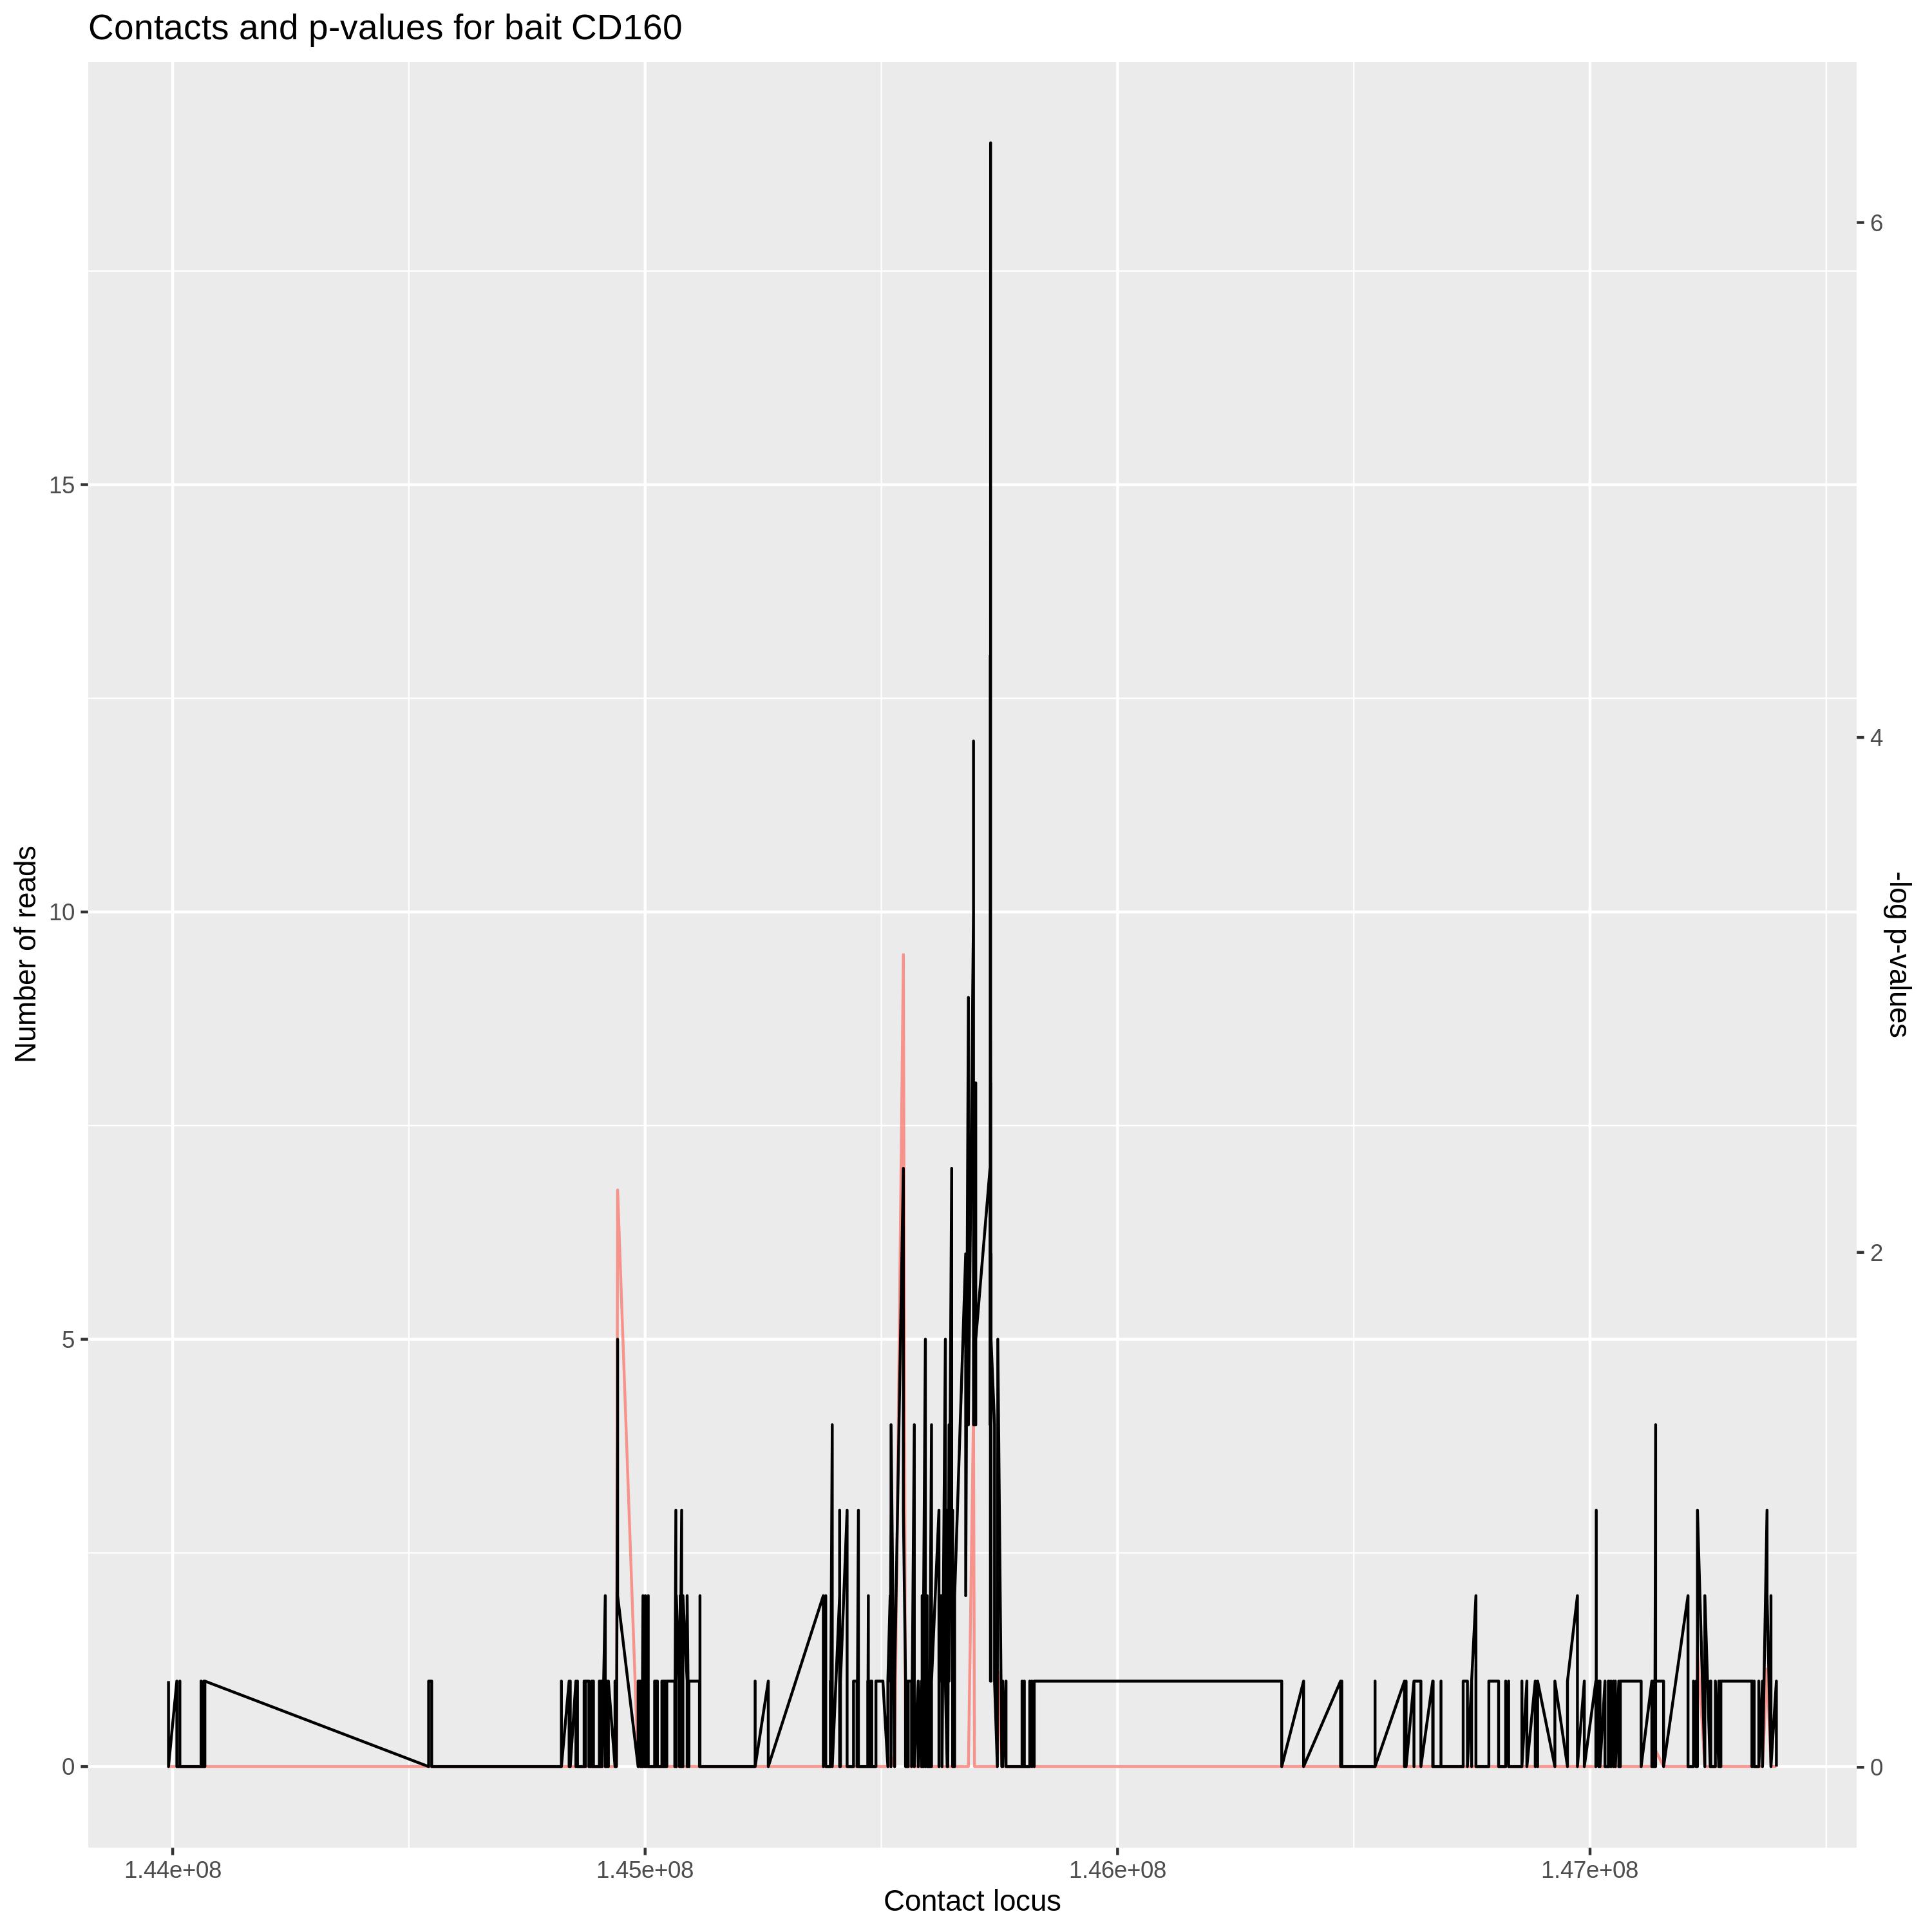 Contacts and p-values for bait CD160
Number of reads
15
10
5
0
6
4
2
0
-log p-values
1.44e+08
1.45e+08
1.46e+08
1.47e+08
Contact locus